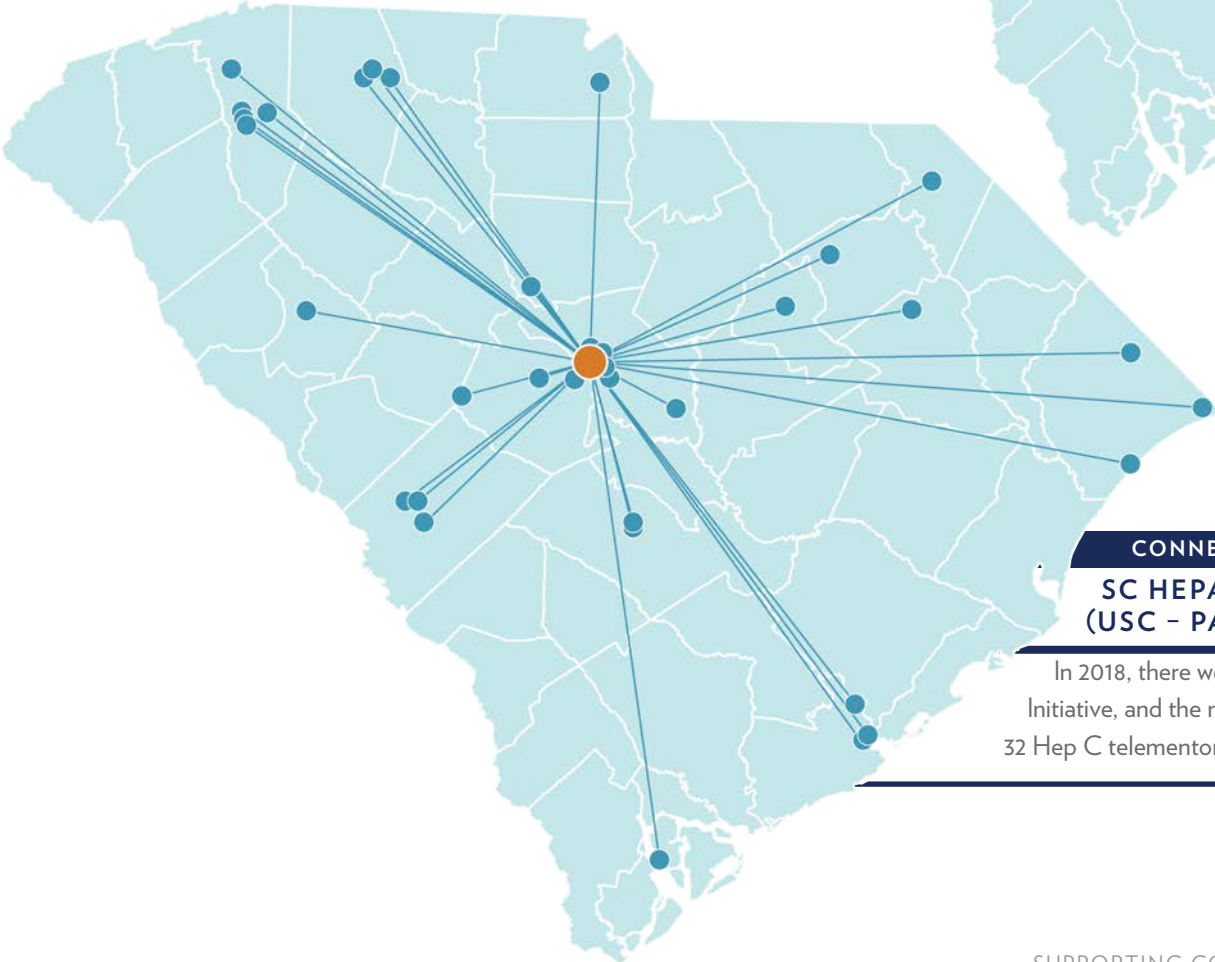 CONNE
SC HEPA
(USC – PA
In 2018, there we
Initiative, and the r
32 Hep C telementor
SUPPORTING CO